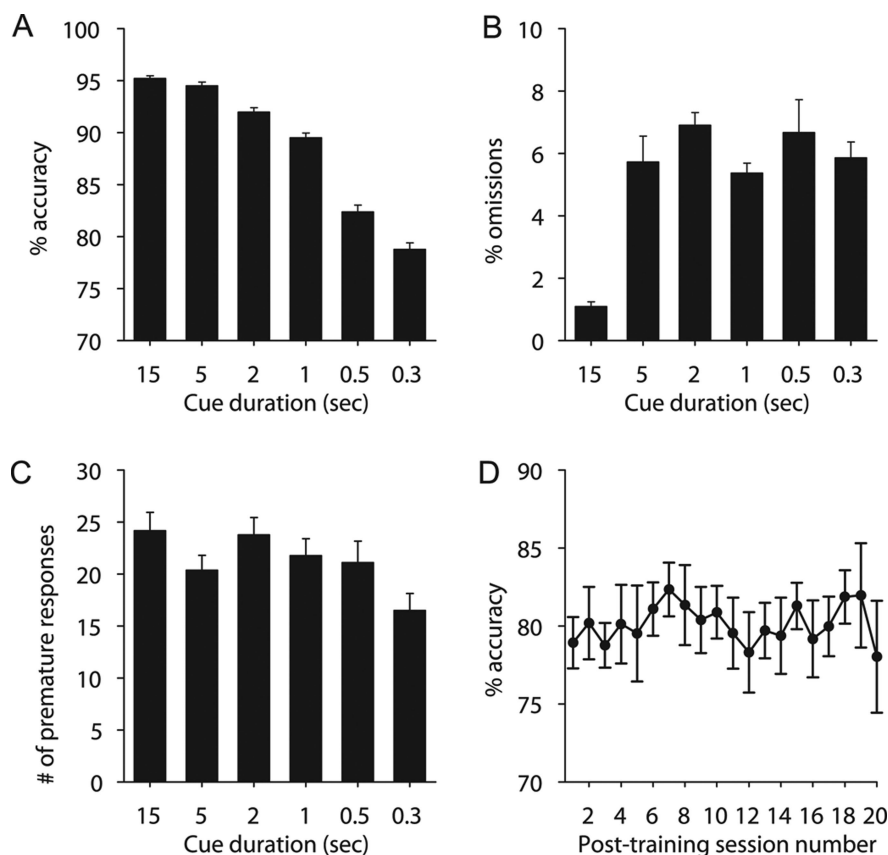 A
% accuracy
100
95
90
85
80
75
70
15 5 2 1 0.5 0.3
Cue duration (sec)
B
% omissions
10
8
6
4
2
0
15 5 2 1 0.5 0.3
Cue duration (sec)
C
# of premature responses
30
25
20
15
10
5
0
15 5 2 1 0.5 0.3
Cue duration (sec)
D
% accuracy
90
85
80
75
70
2 4 6 8 10 12 14 16 18 20
Post-training session number